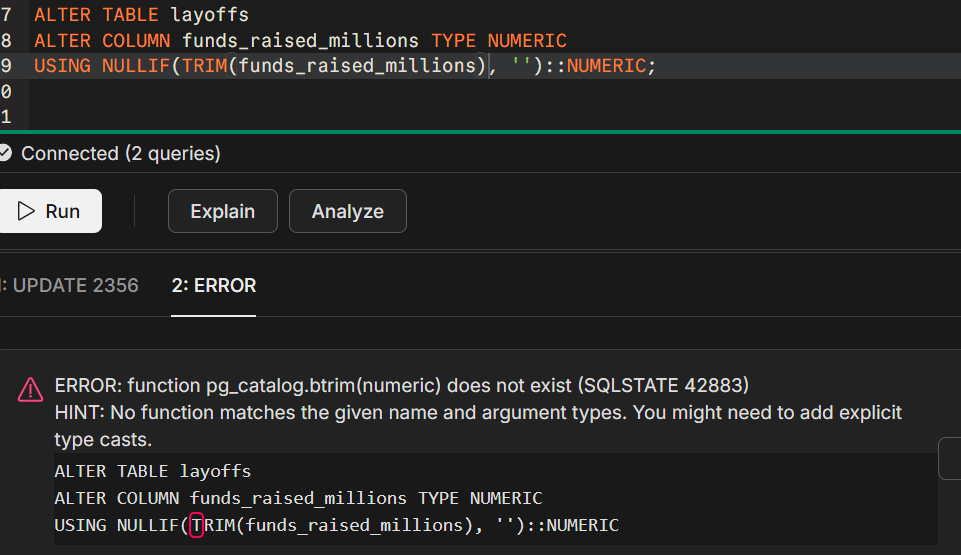 7 ALTER TABLE layoffs
8 ALTER COLUMN funds_raised_millions TYPE NUMERIC
9 USING NULLIF(TRIM(funds_raised_millions), '')::NUMERIC;
0
1
Connected (2 queries)
Run Explain Analyze
: UPDATE 2356 2: ERROR
ERROR: function pg_catalog.btrim(numeric) does not exist (SQLSTATE 42883)
HINT: No function matches the given name and argument types. You might need to add explicit
type casts.
ALTER TABLE layoffs
ALTER COLUMN funds_raised_millions TYPE NUMERIC
USING NULLIF(TRIM(funds_raised_millions), '')::NUMERIC